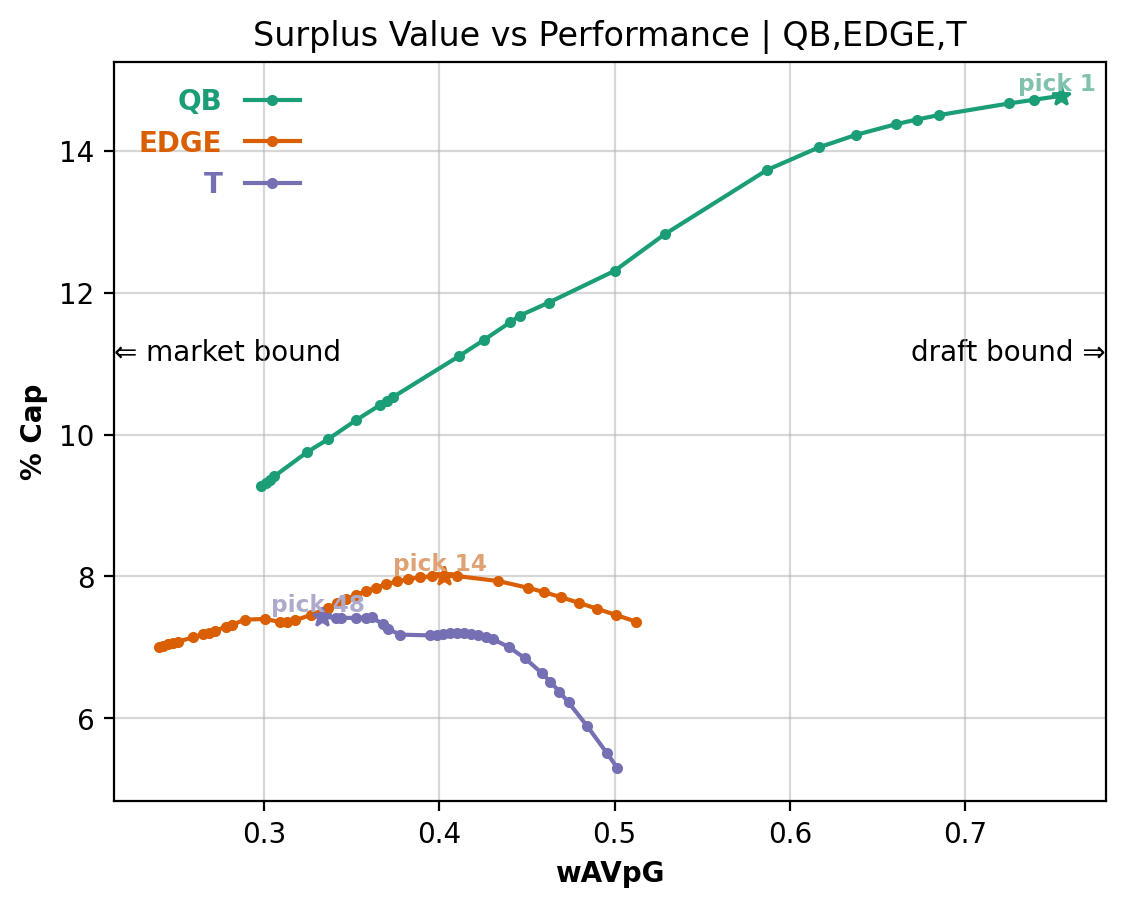 Surplus Value vs Performance | QB,EDGE,T
pick 1
QB
EDGE
T
14
12
⇐ market bound
draft bound ⇒
% Cap
10
8
pick 14
pick 48
6
0.3
0.4
0.5
0.6
0.7
wAVpG